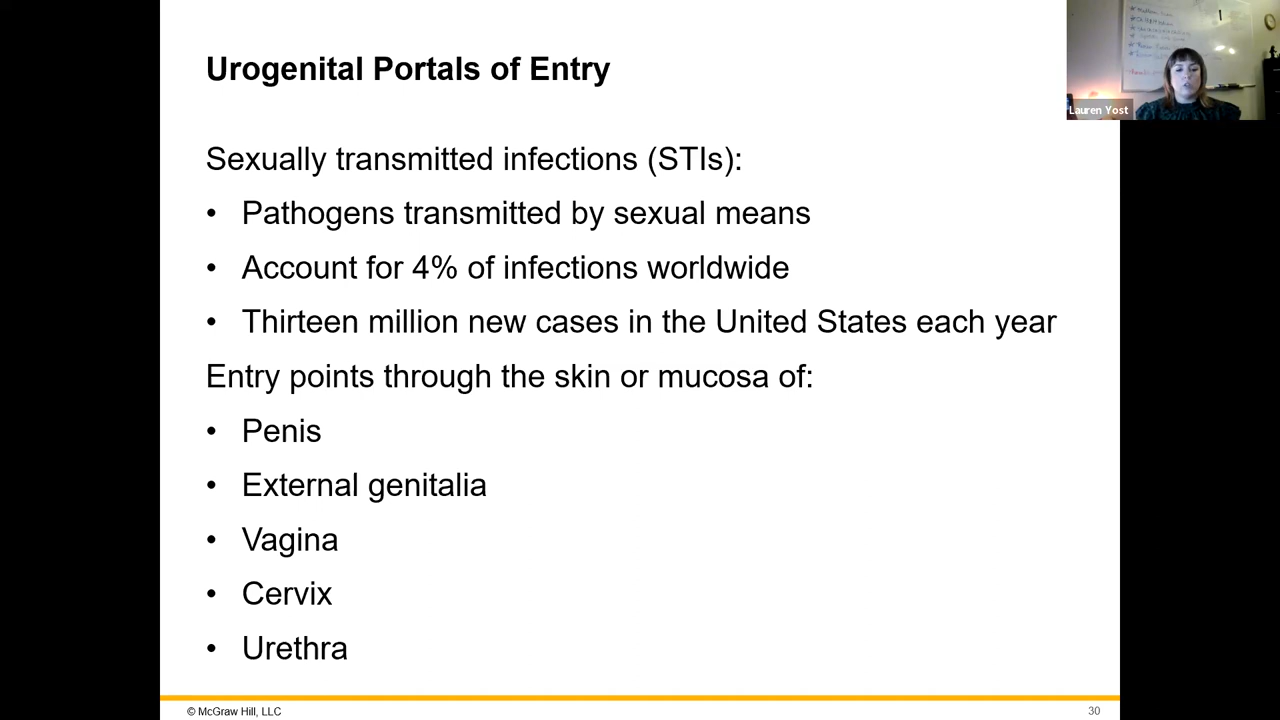 Urogenital Portals of Entry
Lauren Yost
Sexually transmitted infections (STIs):
• Pathogens transmitted by sexual means
• Account for 4% of infections worldwide
• Thirteen million new cases in the United States each year
Entry points through the skin or mucosa of:
• Penis
• External genitalia
• Vagina
• Cervix
• Urethra
© McGraw Hill, LLC
30